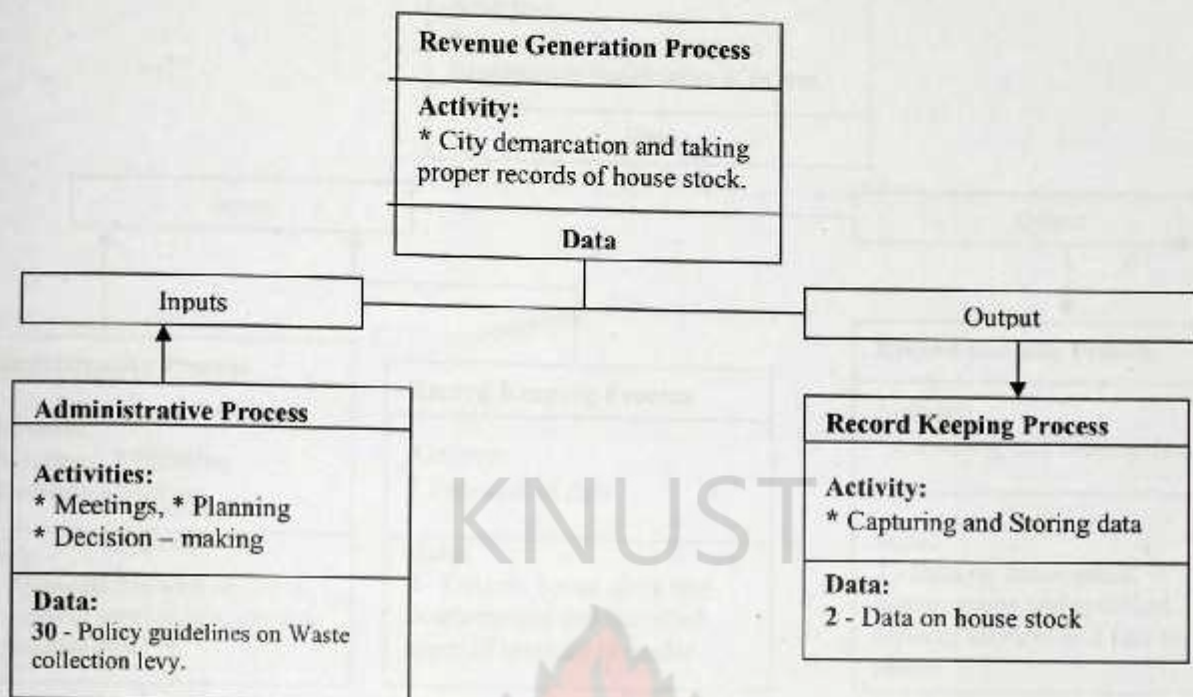 Revenue Generation Process
Activity:
* City demarcation and taking
proper records of house stock.
Data
Inputs
Output
Administrative Process
Activities:
* Meetings, * Planning
* Decision – making
Data:
30 - Policy guidelines on Waste
collection levy.
Record Keeping Process
Activity:
* Capturing and Storing data
Data:
2 - Data on house stock
KNUST